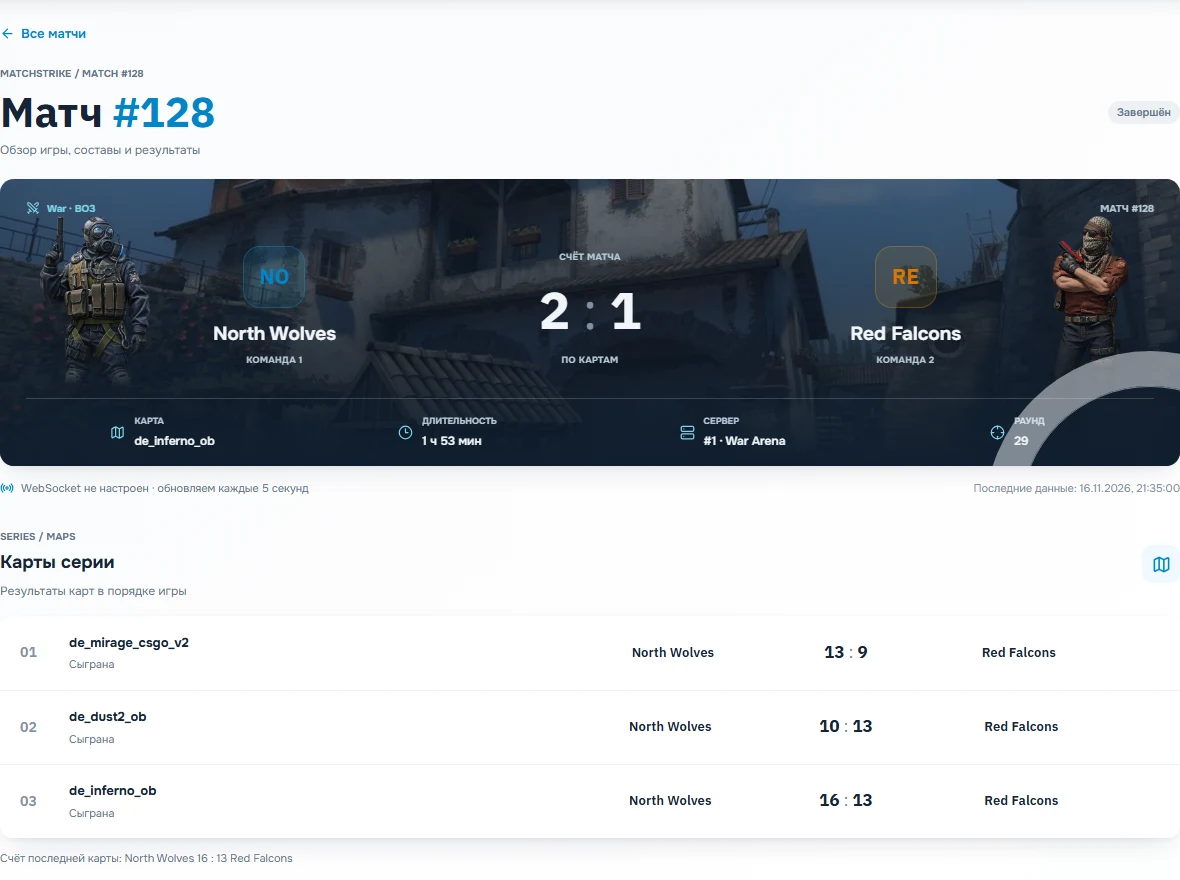 Все матчи
MATCHSTRIKE / MATCH #128
Матч #128
Завершён
Обзор игры, составы и результаты
War · BO3
МАТЧ #128
NO
North Wolves
КОМАНДА 1
СЧЁТ МАТЧА
2 : 1
ПО КАРТАМ
RE
Red Falcons
КОМАНДА 2
КАРТА
de_inferno_ob
ДЛИТЕЛЬНОСТЬ
1 ч 53 мин
СЕРВЕР
#1 · War Arena
РАУНД
29
WebSocket не настроен · обновляем каждые 5 секунд
Последние данные: 16.11.2026, 21:35:00
SERIES / MAPS
Карты серии
Результаты карт в порядке игры
01 de_mirage_csgo_v2 North Wolves 13 : 9 Red Falcons
Сыграна
02 de_dust2_ob North Wolves 10 : 13 Red Falcons
Сыграна
03 de_inferno_ob North Wolves 16 : 13 Red Falcons
Сыграна
Счёт последней карты: North Wolves 16 : 13 Red Falcons